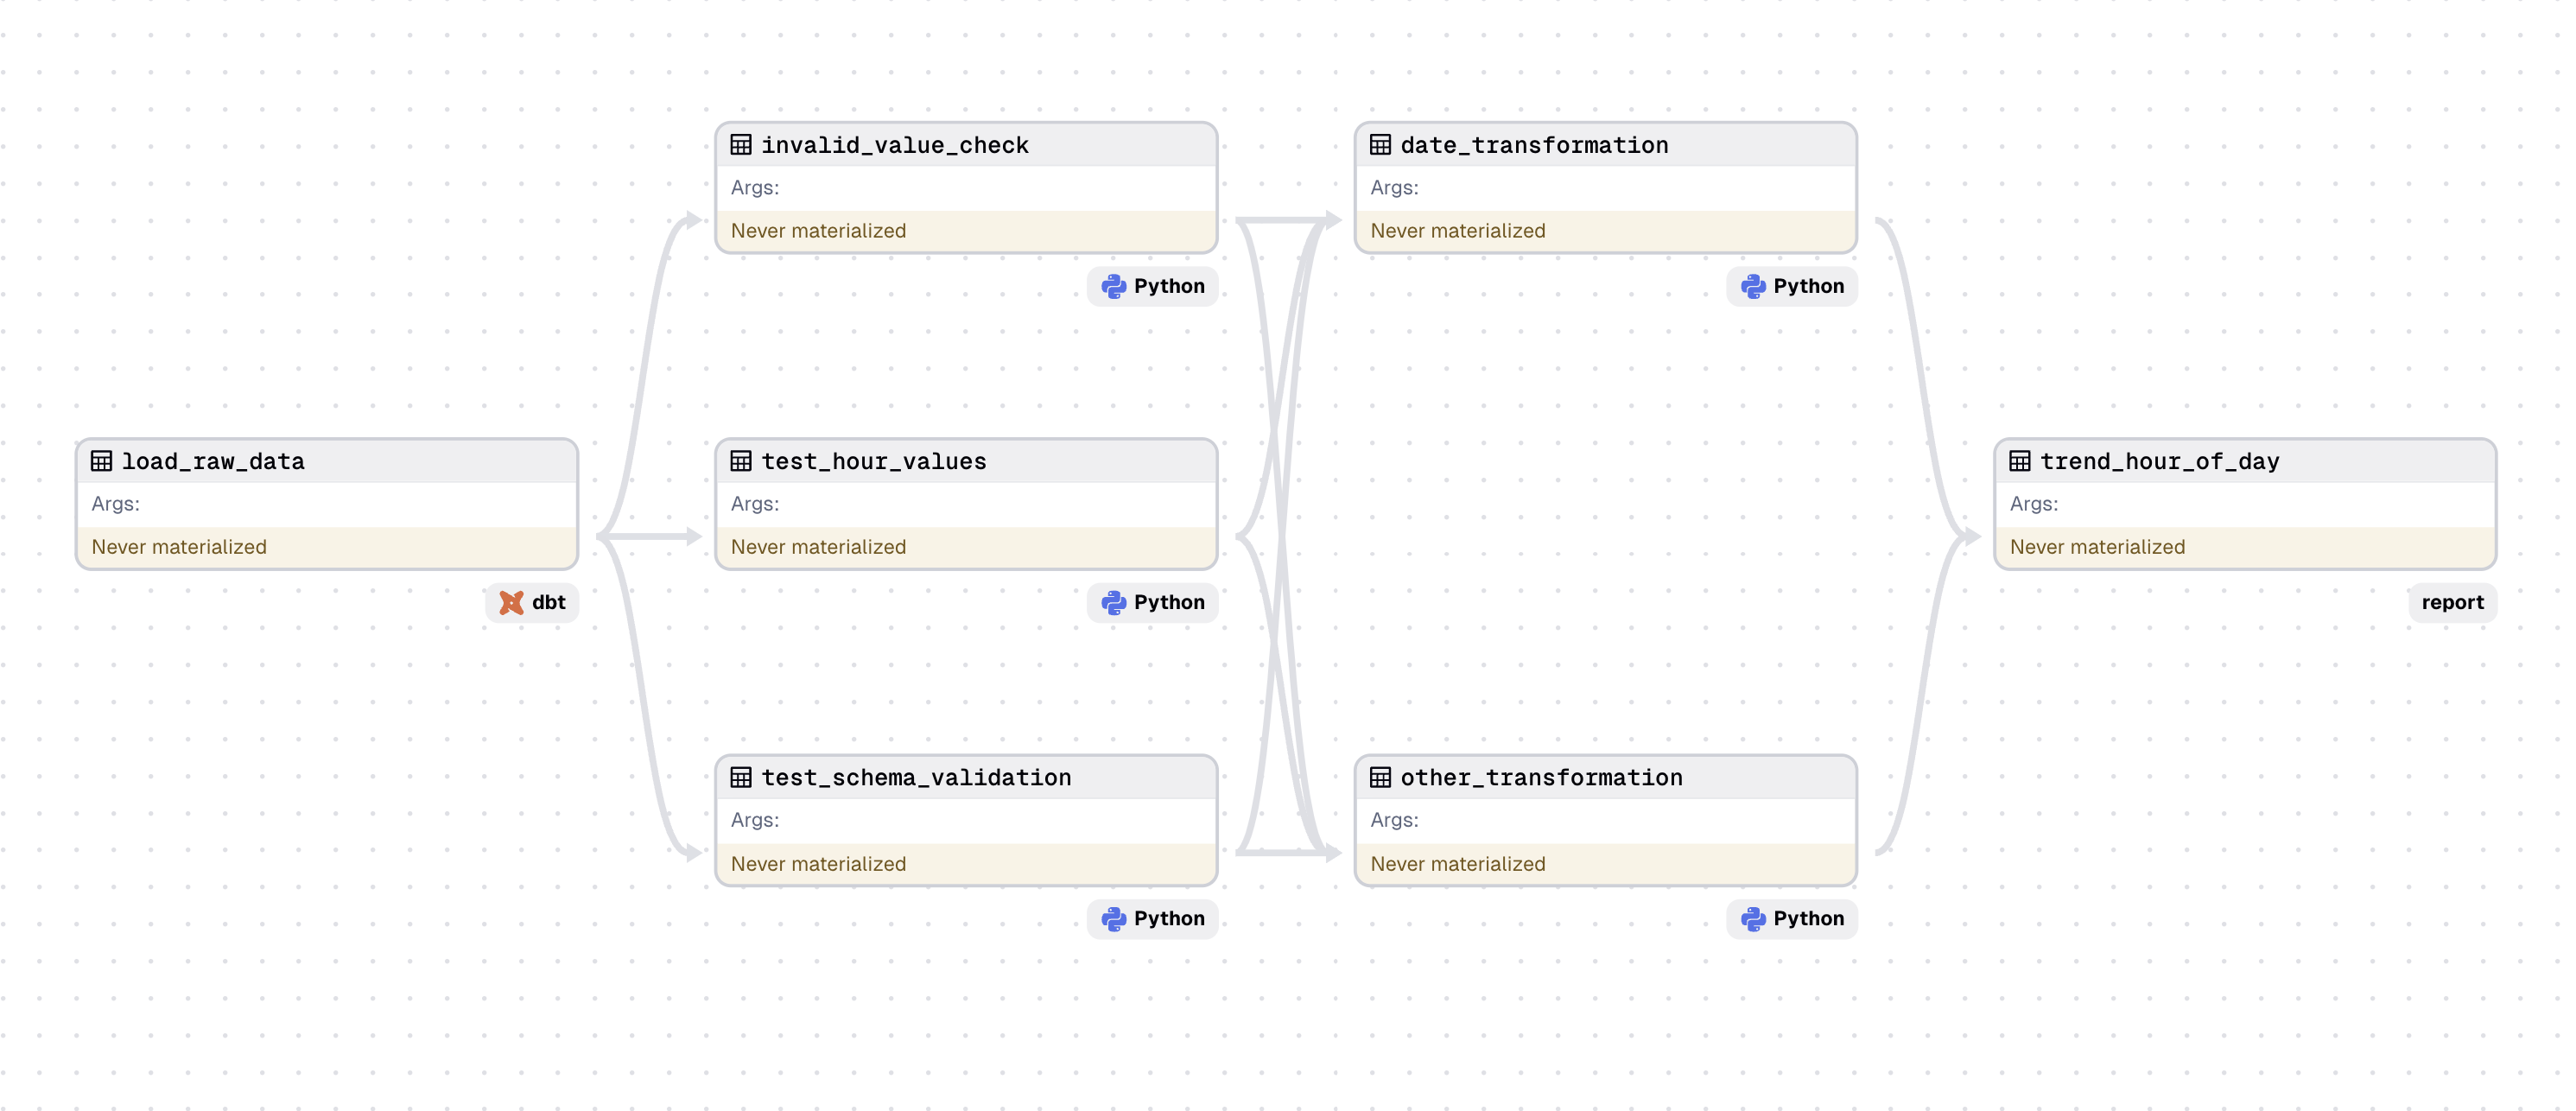 load_raw_data
Args:
Never materialized
dbt
invalid_value_check
Args:
Never materialized
Python
test_hour_values
Args:
Never materialized
Python
test_schema_validation
Args:
Never materialized
Python
date_transformation
Args:
Never materialized
Python
other_transformation
Args:
Never materialized
Python
trend_hour_of_day
Args:
Never materialized
report